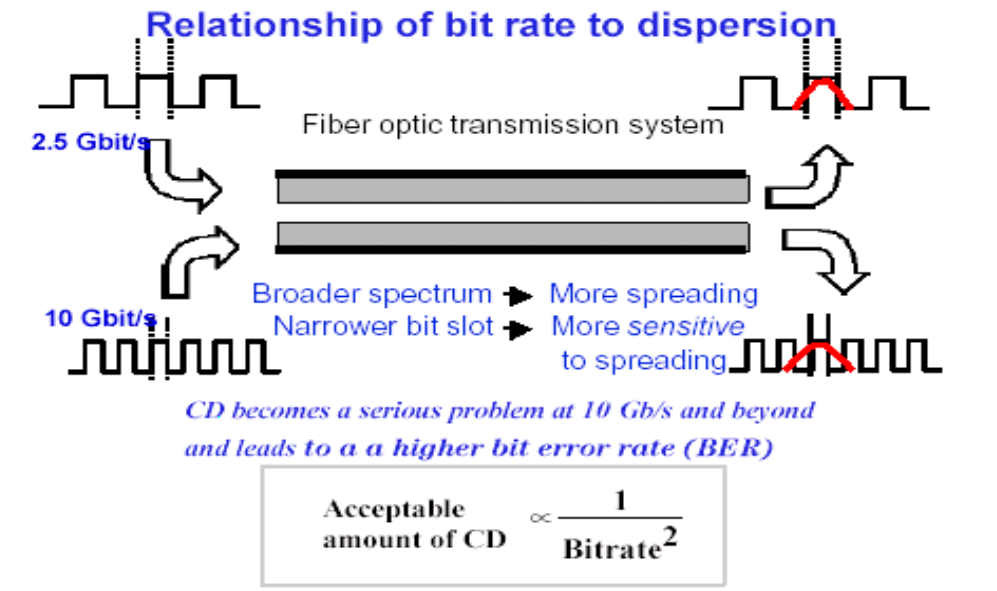 Relationship of bit rate to dispersion
2.5 Gbit/s
Fiber optic transmission system
10 Gbit/s
Broader spectrum → More spreading
Narrower bit slot → More sensitive
to spreading
CD becomes a serious problem at 10 Gb/s and beyond
and leads to a a higher bit error rate (BER)
Acceptable
amount of CD ∝ 1
Bitrate²